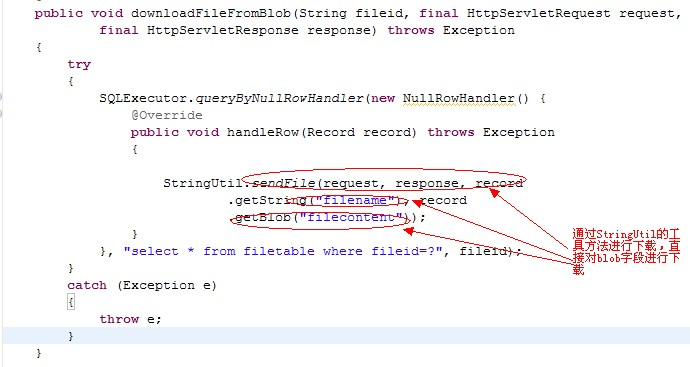 public void downloadFileFromBlob(String fileid, final HttpServletRequest request,
final HttpServletResponse response) throws Exception
{
try
{
SQLExecutor.queryByNullRowHandler(new NullRowHandler() {
@Override
public void handleRow(Record record) throws Exception
{
StringUtil.sendFile(request, response, record
.getString("filename"), record
.getBlob("filecontent"));
}
}, "select * from filetable where fileid=?", fileid);
}
catch (Exception e)
{
throw e;
}
}
通过StringUtil的工
具方法进行下载，直
接对blob字段进行下
载